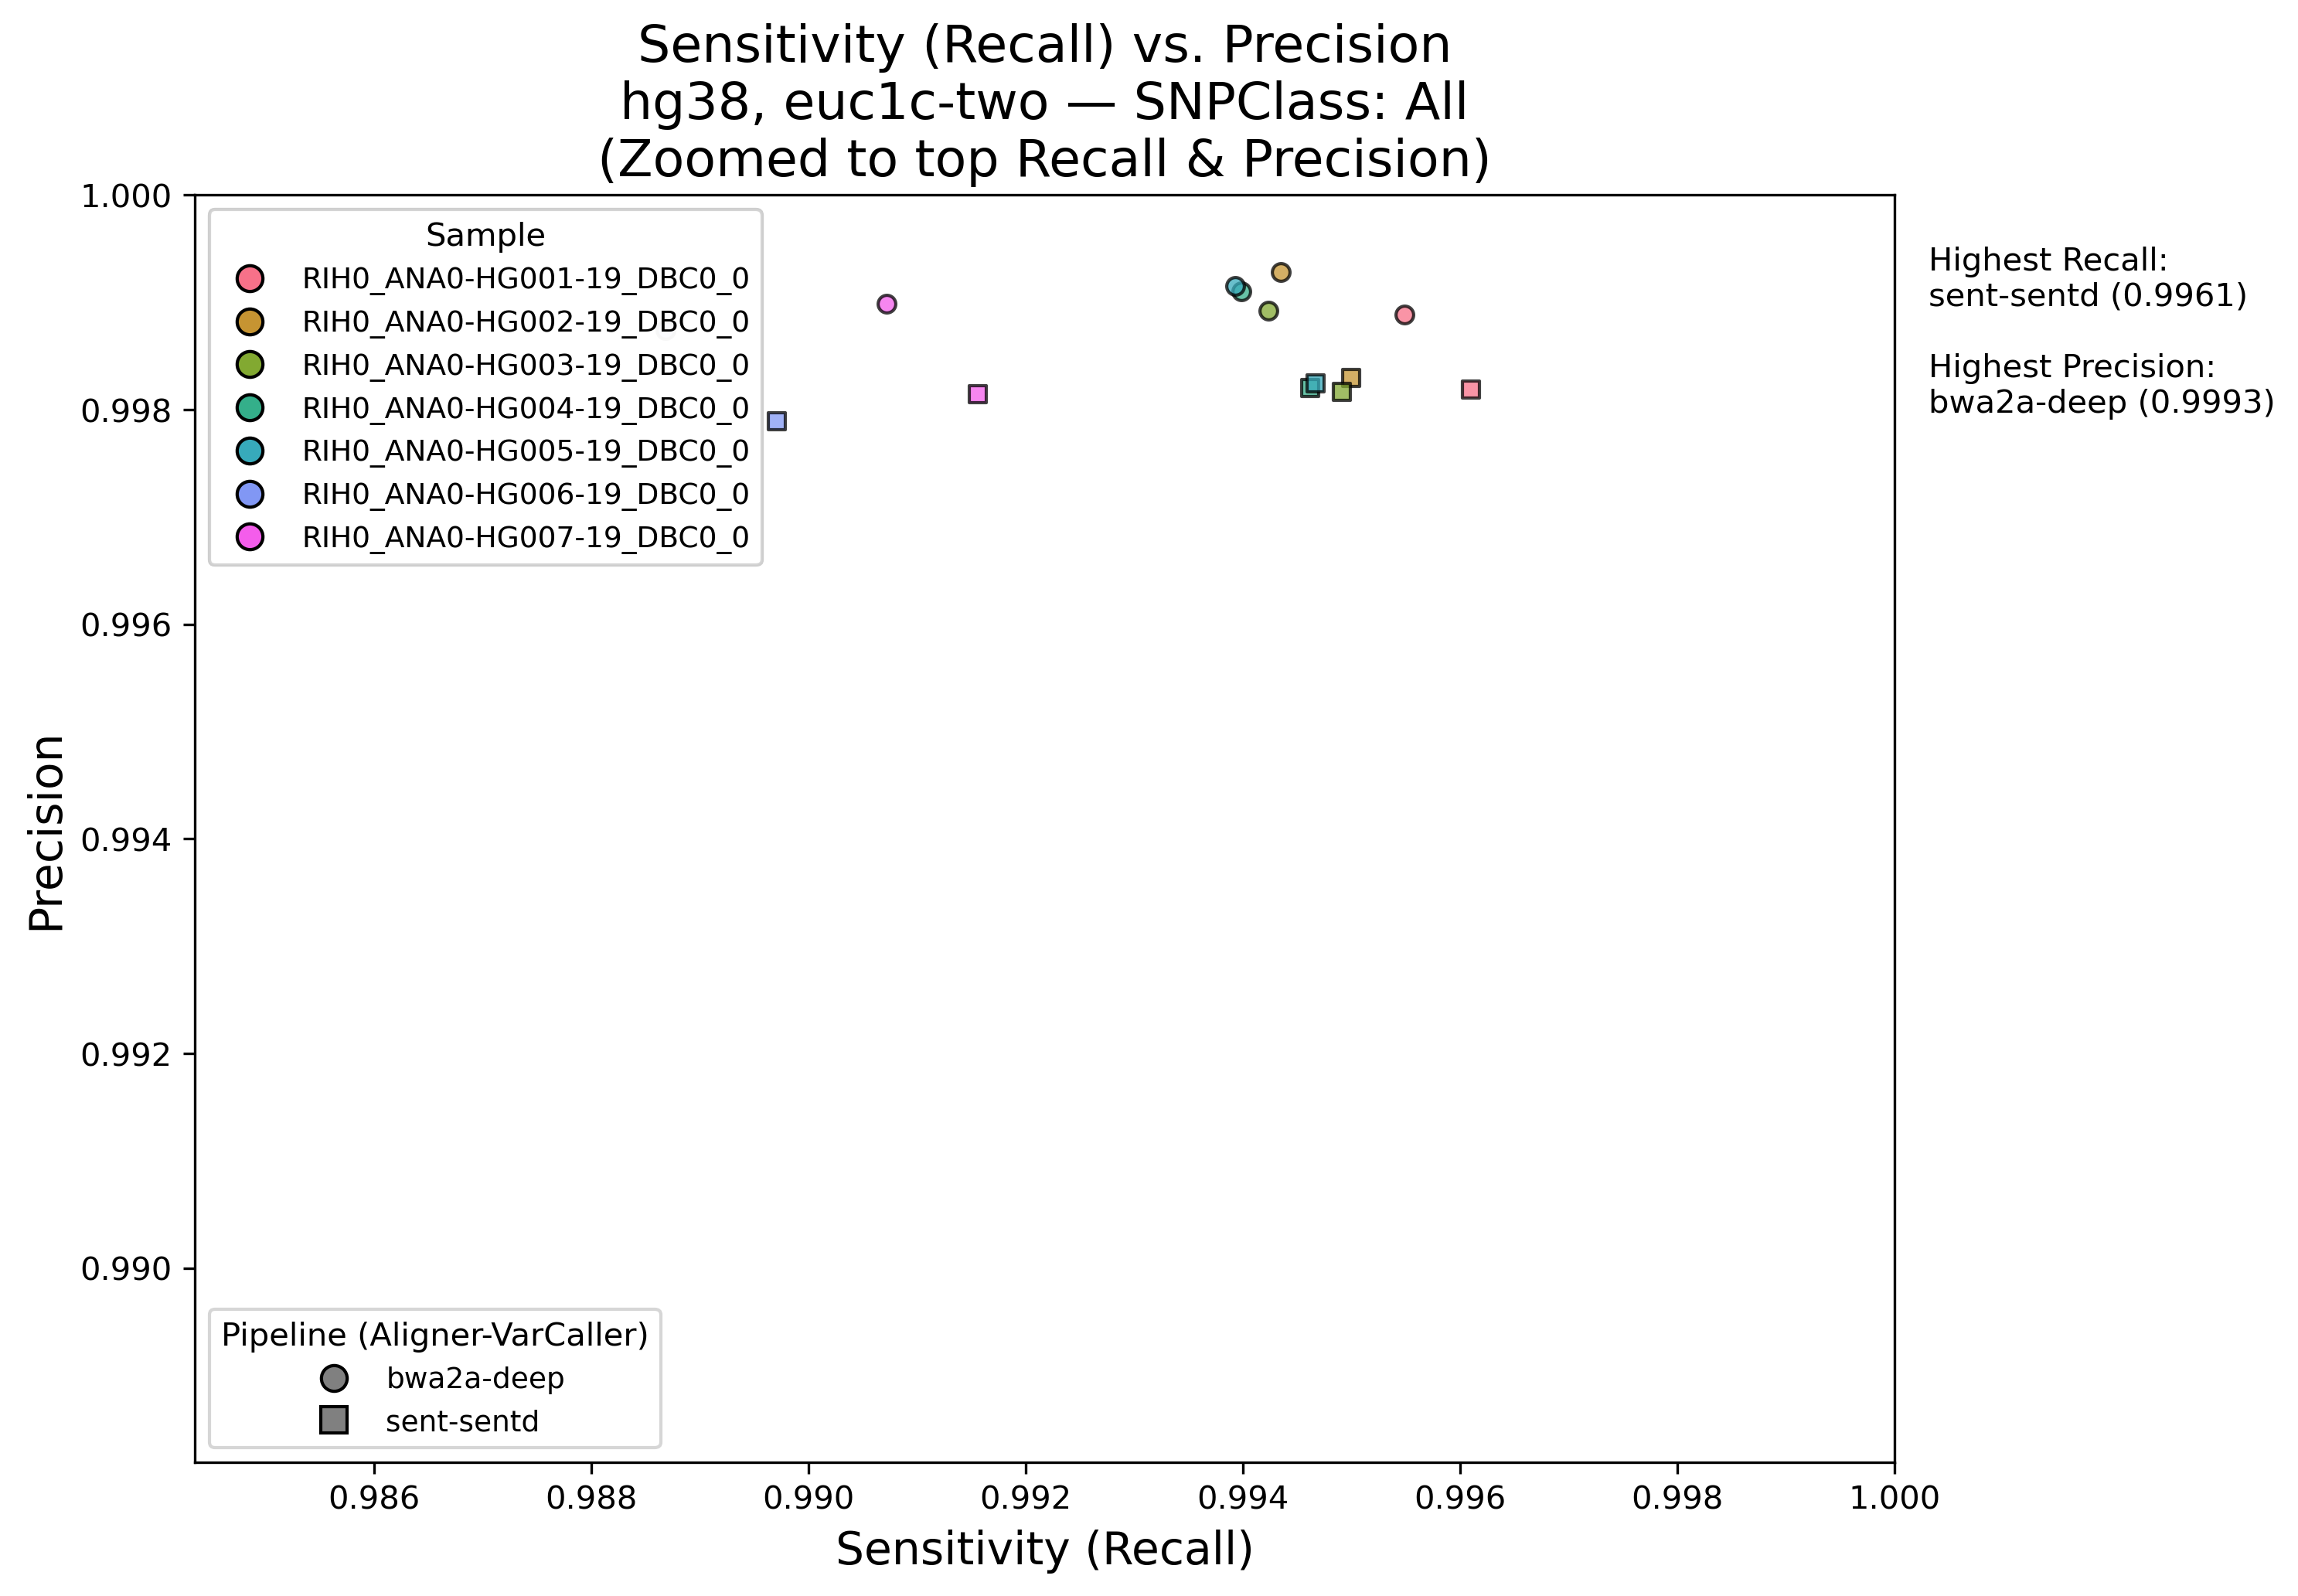 Sensitivity (Recall) vs. Precision
hg38, euc1c-two — SNPClass: All
(Zoomed to top Recall & Precision)
1.000
0.998
0.996
0.994
0.992
0.990
Precision
Sample
RIH0_ANA0-HG001-19_DBC0_0
RIH0_ANA0-HG002-19_DBC0_0
RIH0_ANA0-HG003-19_DBC0_0
RIH0_ANA0-HG004-19_DBC0_0
RIH0_ANA0-HG005-19_DBC0_0
RIH0_ANA0-HG006-19_DBC0_0
RIH0_ANA0-HG007-19_DBC0_0
Highest Recall:
sent-sentd (0.9961)
Highest Precision:
bwa2a-deep (0.9993)
Pipeline (Aligner-VarCaller)
bwa2a-deep
sent-sentd
0.986 0.988 0.990 0.992 0.994 0.996 0.998 1.000
Sensitivity (Recall)